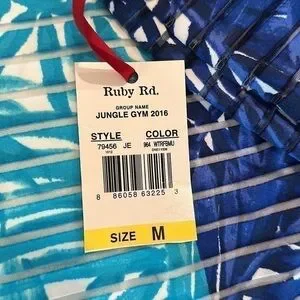 Ruby Rd.
GROUP NAME
JUNGLE GYM 2016
STYLE COLOR
79456 JE 964 WTRFBMU
8 86058 63225 3
SIZE M